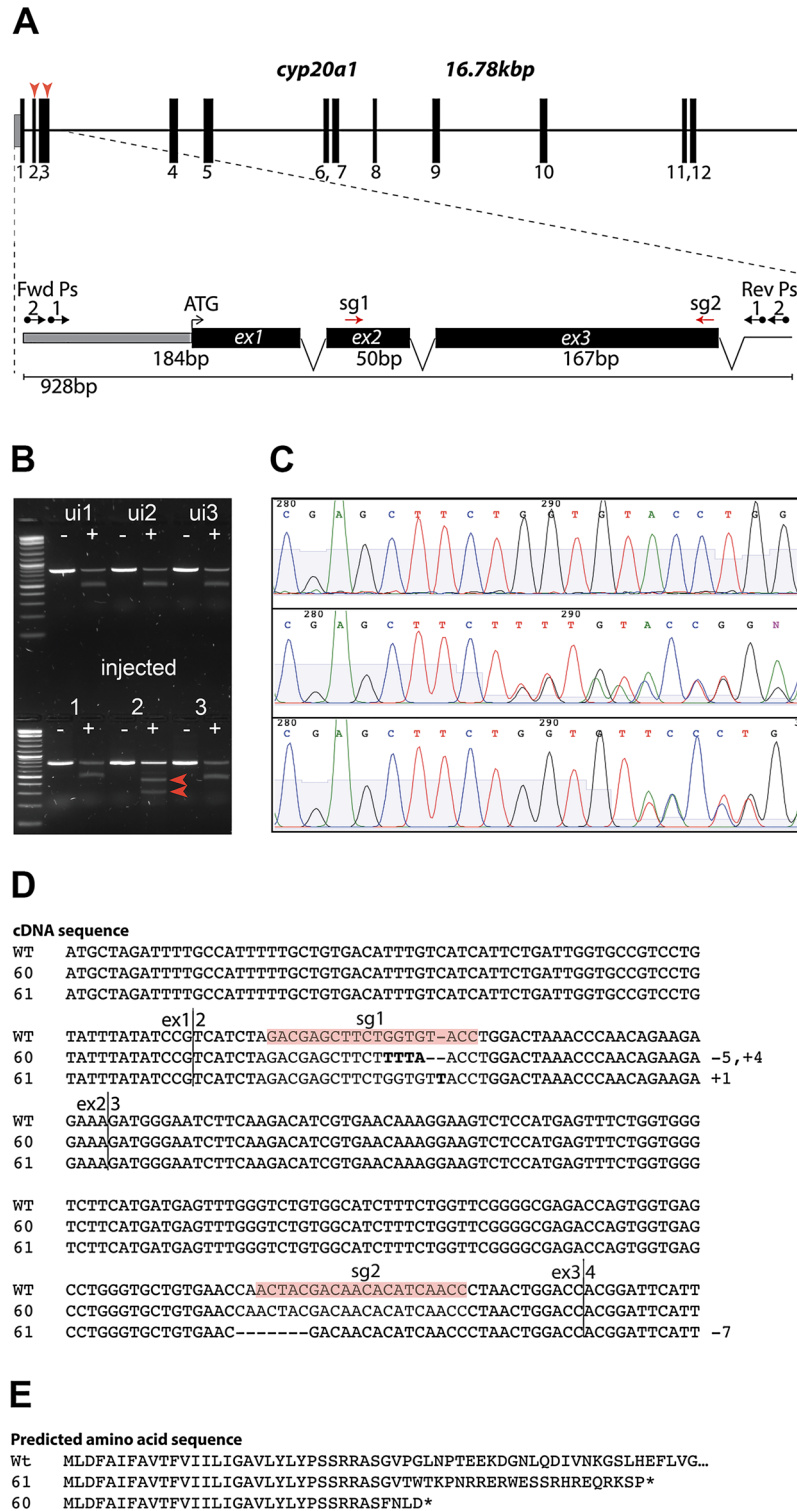 A
cyp20a1 16.78kbp
1 2,3 4 5 6, 7 8 9 10 11,12
Fwd Ps Rev Ps
2 1 ATG sg1 sg2 1 2
ex1 ex2 ex3
184bp 50bp 167bp
928bp
B
ui1 ui2 ui3
- + - + - +
injected
1 2 3
- + - + - +
C
280 290
C G A G C T T C T G G T G T A C C T G G
280 290
C G A G C T T C T T T T G T A C C G G N
280 290 3
C G A G C T T C T G G T G T T C C C T G
D
cDNA sequence
WT ATGCTAGATTTTGCCATTTTTGCTGTGACATTTGTCATCATTCTGATTGGTGCCGTCCTG
60 ATGCTAGATTTTGCCATTTTTGCTGTGACATTTGTCATCATTCTGATTGGTGCCGTCCTG
61 ATGCTAGATTTTGCCATTTTTGCTGTGACATTTGTCATCATTCTGATTGGTGCCGTCCTG
ex1 2 sg1
WT TATTTATATCCGTCATCTAGACGAGCTTCTGGTGT-ACCTGGACTAAACCCAACAGAAGA
60 TATTTATATCCGTCATCTAGACGAGCTTCTTTTA--ACCTGGACTAAACCCAACAGAAGA -5,+4
61 TATTTATATCCGTCATCTAGACGAGCTTCTGGTGTTACCTGGACTAAACCCAACAGAAGA +1
ex2 3
WT GAAAGATGGGAATCTTCAAGACATCGTGAACAAAGGAAGTCTCCATGAGTTTCTGGTGGG
60 GAAAGATGGGAATCTTCAAGACATCGTGAACAAAGGAAGTCTCCATGAGTTTCTGGTGGG
61 GAAAGATGGGAATCTTCAAGACATCGTGAACAAAGGAAGTCTCCATGAGTTTCTGGTGGG
WT TCTTCATGATGAGTTTGGGTCTGTGGCATCTTTCTGGTTCGGGGCGAGACCAGTGGTGAG
60 TCTTCATGATGAGTTTGGGTCTGTGGCATCTTTCTGGTTCGGGGCGAGACCAGTGGTGAG
61 TCTTCATGATGAGTTTGGGTCTGTGGCATCTTTCTGGTTCGGGGCGAGACCAGTGGTGAG
sg2 ex3 4
WT CCTGGGTGCTGTGAACCAACTACGACAACACATCAACCCTAACTGGACCACGGATTCATT
60 CCTGGGTGCTGTGAACCAACTACGACAACACATCAACCCTAACTGGACCACGGATTCATT
61 CCTGGGTGCTGTGAAC-------GACAACACATCAACCCTAACTGGACCACGGATTCATT -7
E
Predicted amino acid sequence
Wt MLDFAIFAVTFVIILIGAVLYLYPSSRRASGVPGLNPTEEKDGNLQDIVNKGSLHEFLVG…
61 MLDFAIFAVTFVIILIGAVLYLYPSSRRASGVTWTKPNRRERWESSRHREQRKSP*
60 MLDFAIFAVTFVIILIGAVLYLYPSSRRASFNLD*